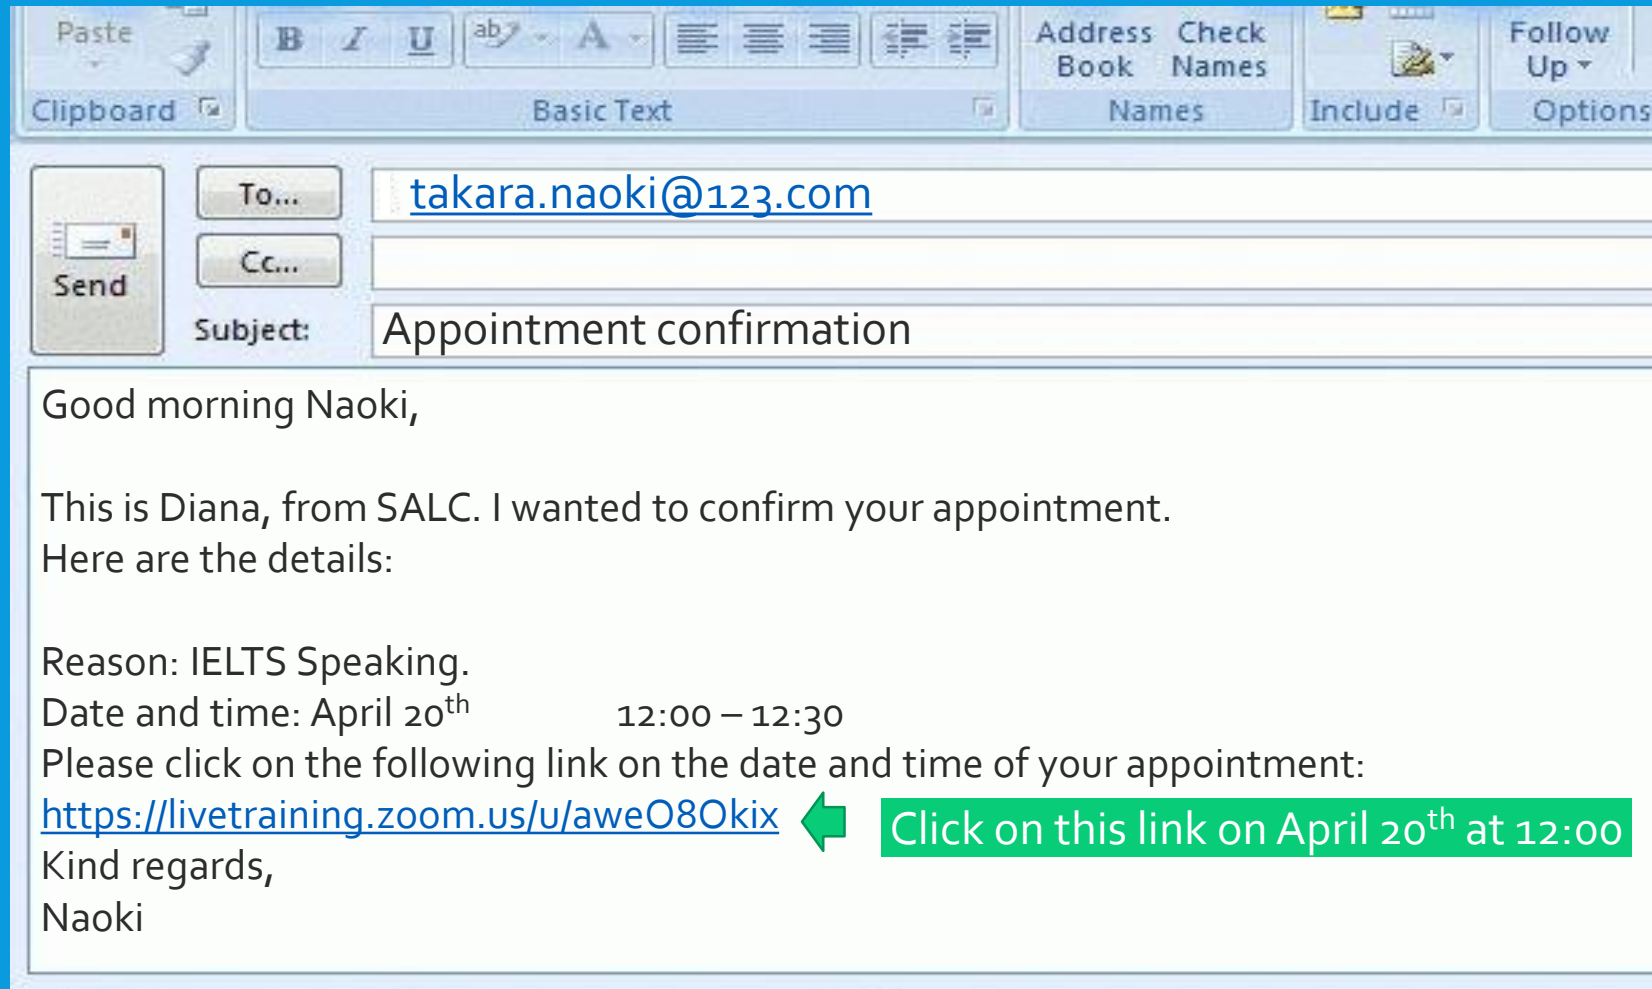 Paste
B I U ab A
Address Book
Check Names
Follow Up
Clipboard
Basic Text
Names
Include
Options
Send
To...
takara.naoki@123.com
Cc...
Subject:
Appointment confirmation
Good morning Naoki,
This is Diana, from SALC. I wanted to confirm your appointment.
Here are the details:
Reason: IELTS Speaking.
Date and time: April 20th 12:00 – 12:30
Please click on the following link on the date and time of your appointment:
https://livetraining.zoom.us/u/aweO8Okix
Click on this link on April 20th at 12:00
Kind regards,
Naoki